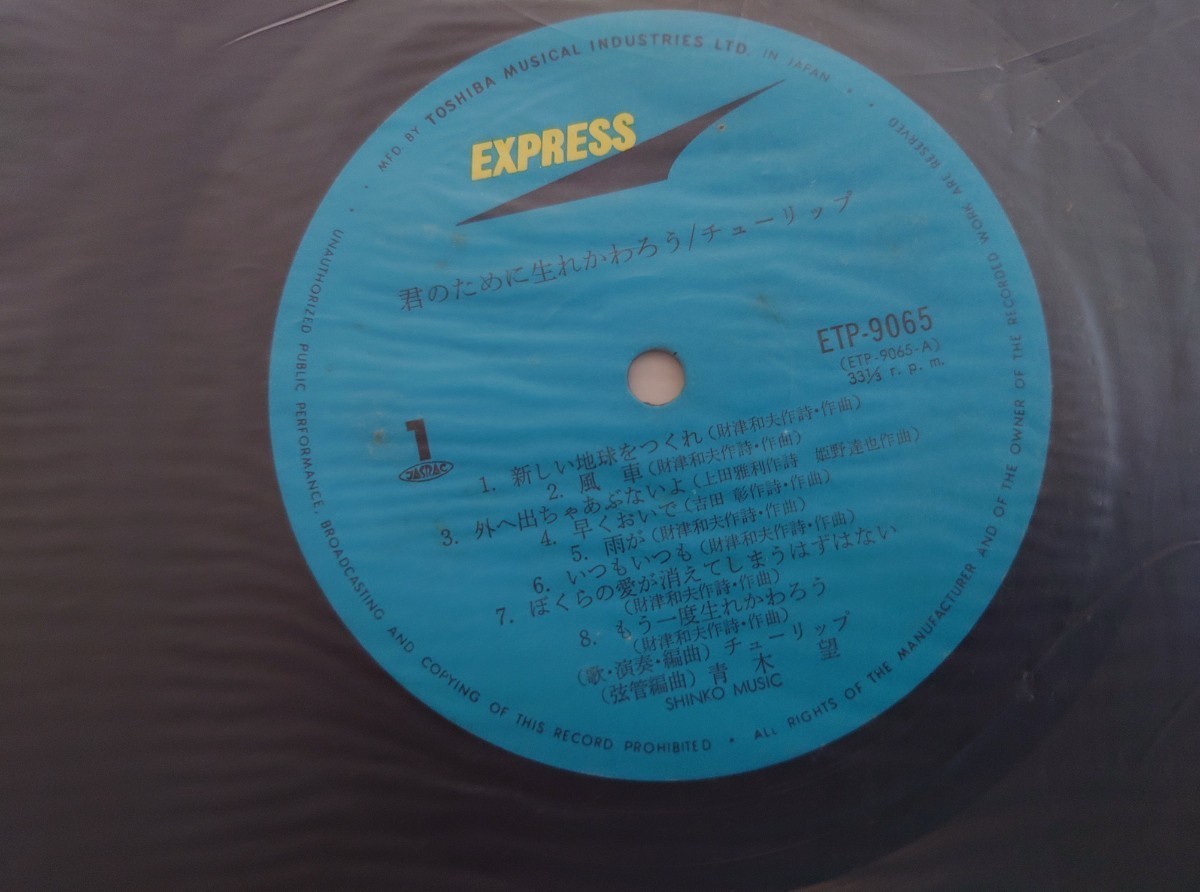 MFD. BY TOSHIBA MUSICAL INDUSTRIES LTD. IN JAPAN
EXPRESS
君のために生れかわろう/チューリップ
ETP-9065
(ETP-9065-A)
33⅓ r. p. m.
1
JASRAC
1. 新しい地球をつくれ (財津和夫作詩・作曲)
2. 風 車 (財津和夫作詩・作曲)
3. 外へ出ちゃあぶないよ (上田雅利作詩 姫野達也作曲)
4. 早くおいで (吉田 彰作詩・作曲)
5. 雨が (財津和夫作詩・作曲)
6. いつもいつも (財津和夫作詩・作曲)
7. ぼくらの愛が消えてしまうはずはない
(財津和夫作詩・作曲)
8. もう一度生れかわろう
(財津和夫作詩・作曲)
(歌・演奏・編曲) チューリップ
(弦管編曲) 青 木 望
SHINKO MUSIC
UNAUTHORIZED PUBLIC PERFORMANCE, BROADCASTING AND COPYING OF THIS RECORD PROHIBITED • ALL RIGHTS OF THE MANUFACTURER AND OF THE OWNER OF THE RECORDED WORK ARE RESERVED